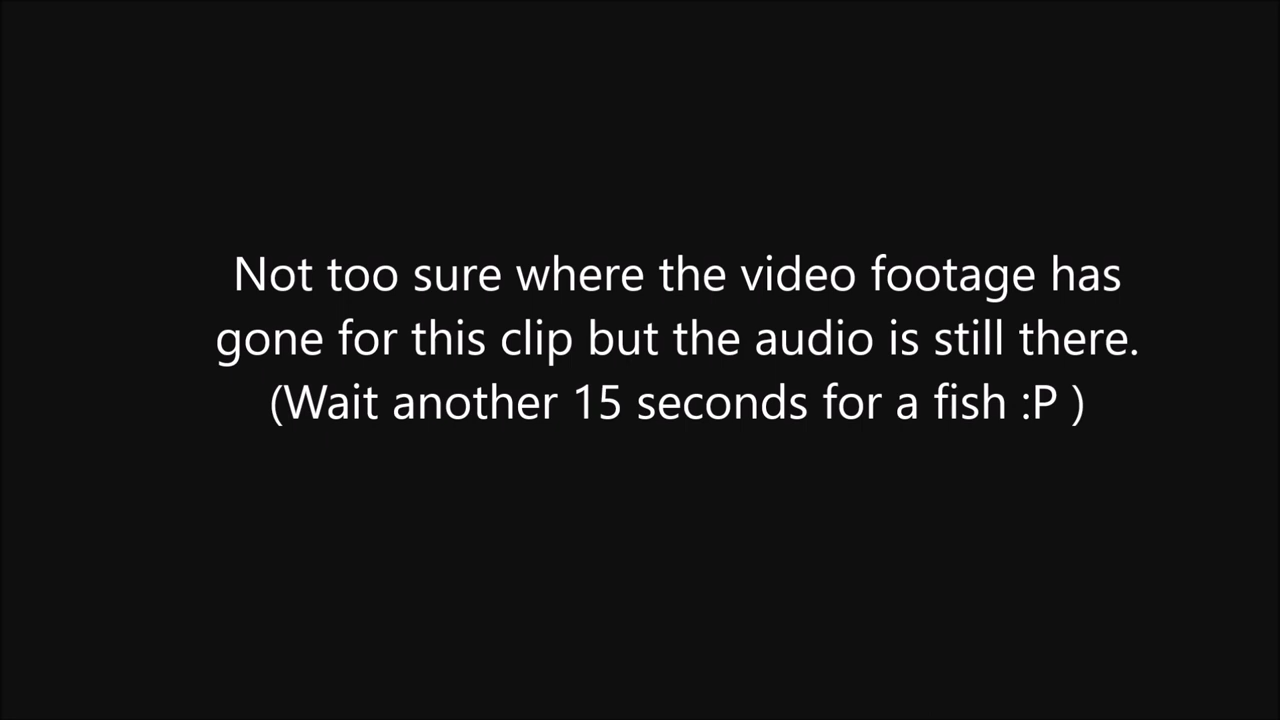 Not too sure where the video footage has
gone for this clip but the audio is still there.
(Wait another 15 seconds for a fish :P )